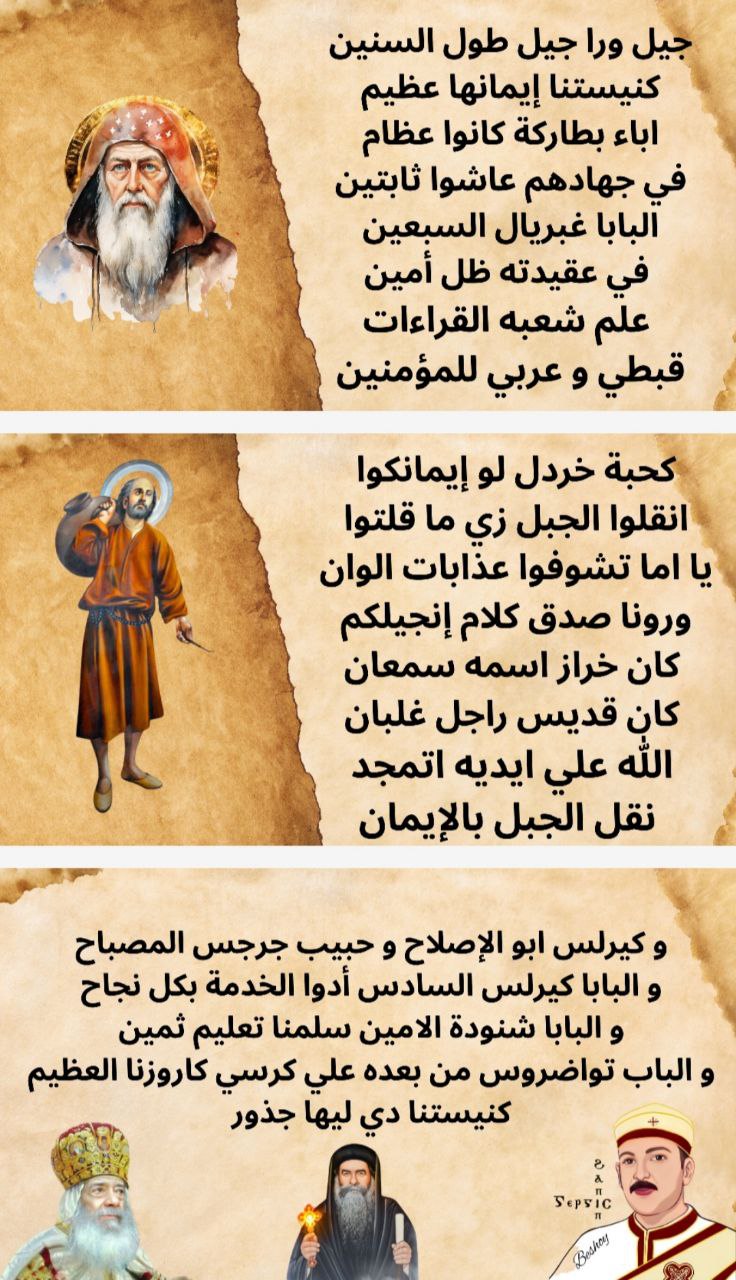 جيل ورا جيل طول السنين
كنيستنا إيمانها عظيم
اباء بطاركة كانوا عظام
في جهادهم عاشوا ثابتين
البابا غبريال السبعين
في عقيدته ظل أمين
علم شعبه القراءات
قبطي و عربي للمؤمنين
كحبة خردل لو إيمانكوا
انقلوا الجبل زي ما قلتوا
يا اما تشوفوا عذابات الوان
ورونا صدق كلام إنجيلكم
كان خراز اسمه سمعان
كان قديس راجل غلبان
الله علي ايديه اتمجد
نقل الجبل بالإيمان
و كيرلس ابو الإصلاح و حبيب جرجس المصباح
و البابا كيرلس السادس أدوا الخدمة بكل نجاح
و البابا شنودة الامين سلمنا تعليم ثمين
و الباب تواضروس من بعده علي كرسي كاروزنا العظيم
كنيستنا دي ليها جذور
Beshoy